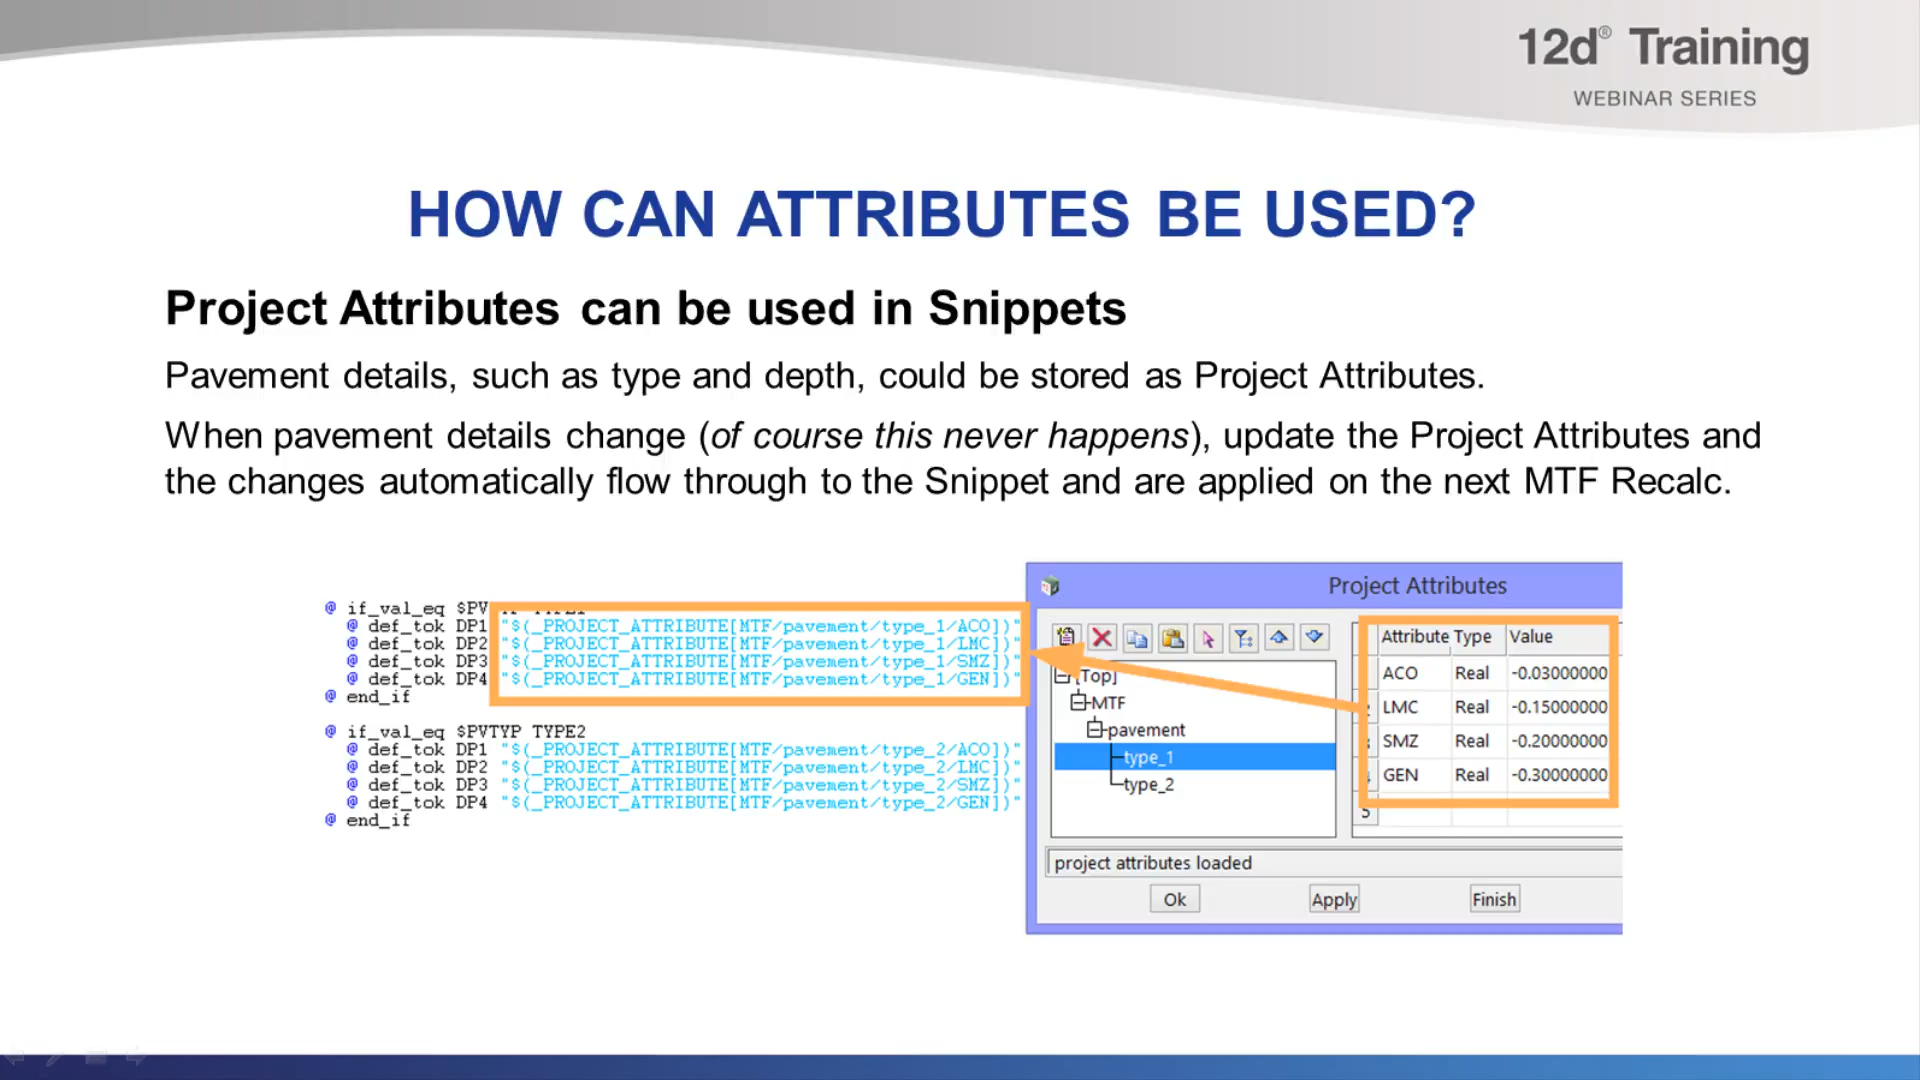 12d® Training
WEBINAR SERIES
HOW CAN ATTRIBUTES BE USED?
Project Attributes can be used in Snippets
Pavement details, such as type and depth, could be stored as Project Attributes.
When pavement details change (of course this never happens), update the Project Attributes and
the changes automatically flow through to the Snippet and are applied on the next MTF Recalc.
@ if_val_eq $PV
@ def_tok DP1 "$(_PROJECT_ATTRIBUTE[MTF/pavement/type_1/ACO])"
@ def_tok DP2 "$(_PROJECT_ATTRIBUTE[MTF/pavement/type_1/LMC])"
@ def_tok DP3 "$(_PROJECT_ATTRIBUTE[MTF/pavement/type_1/SMZ])"
@ def_tok DP4 "$(_PROJECT_ATTRIBUTE[MTF/pavement/type_1/GEN])"
@ end_if
@ if_val_eq $PVTYP TYPE2
@ def_tok DP1 "$(_PROJECT_ATTRIBUTE[MTF/pavement/type_2/ACO])"
@ def_tok DP2 "$(_PROJECT_ATTRIBUTE[MTF/pavement/type_2/LMC])"
@ def_tok DP3 "$(_PROJECT_ATTRIBUTE[MTF/pavement/type_2/SMZ])"
@ def_tok DP4 "$(_PROJECT_ATTRIBUTE[MTF/pavement/type_2/GEN])"
@ end_if
Project Attributes
[Top]
MTF
pavement
type_1
type_2
Attribute Type Value
ACO Real -0.03000000
LMC Real -0.15000000
SMZ Real -0.20000000
GEN Real -0.30000000
5
project attributes loaded
Ok Apply Finish